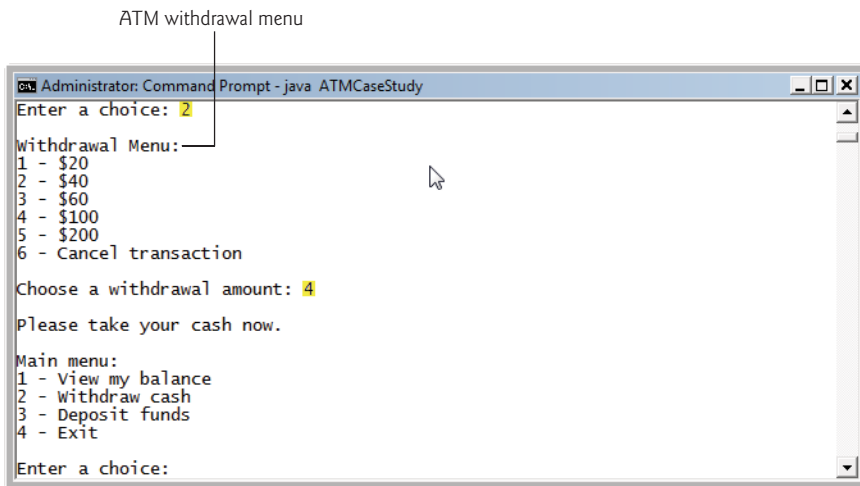 ATM withdrawal menu
Administrator: Command Prompt - java ATMCaseStudy
Enter a choice: 2
Withdrawal Menu:
1 - $20
2 - $40
3 - $60
4 - $100
5 - $200
6 - Cancel transaction
Choose a withdrawal amount: 4
Please take your cash now.
Main menu:
1 - View my balance
2 - Withdraw cash
3 - Deposit funds
4 - Exit
Enter a choice: